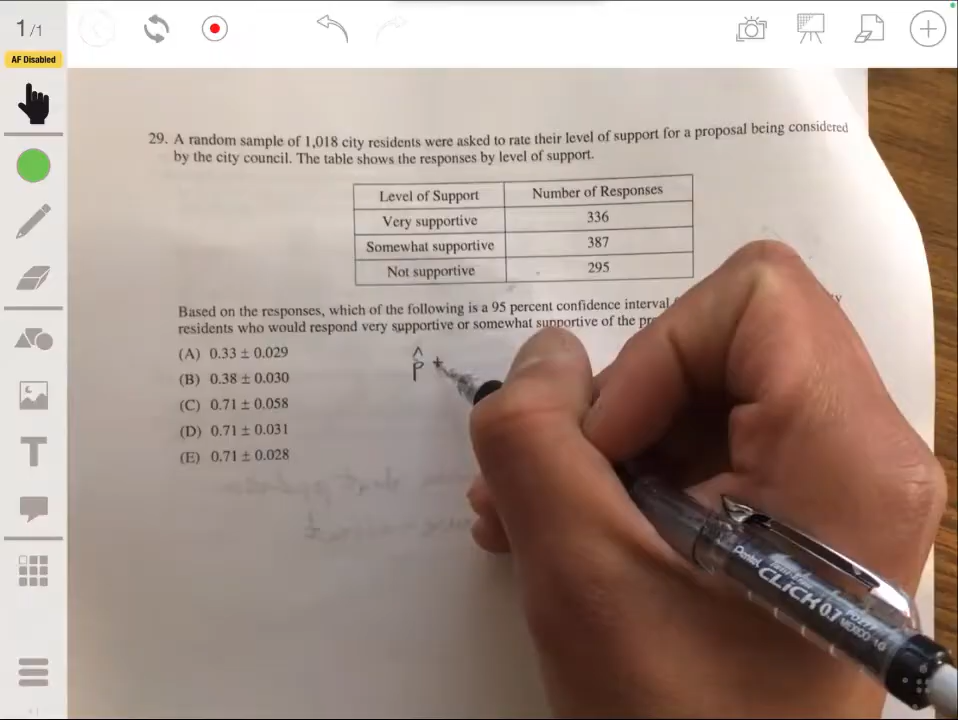 1/1
AF Disabled
29. A random sample of 1,018 city residents were asked to rate their level of support for a proposal being considered
by the city council. The table shows the responses by level of support.
Level of Support Number of Responses
Very supportive 336
Somewhat supportive 387
Not supportive 295
Based on the responses, which of the following is a 95 percent confidence interval
residents who would respond very supportive or somewhat supportive of the
(A) 0.33 ± 0.029
(B) 0.38 ± 0.030
(C) 0.71 ± 0.058
(D) 0.71 ± 0.031
(E) 0.71 ± 0.028
p̂ +
T
Pentel
CLiCK 0.7
MEXICO